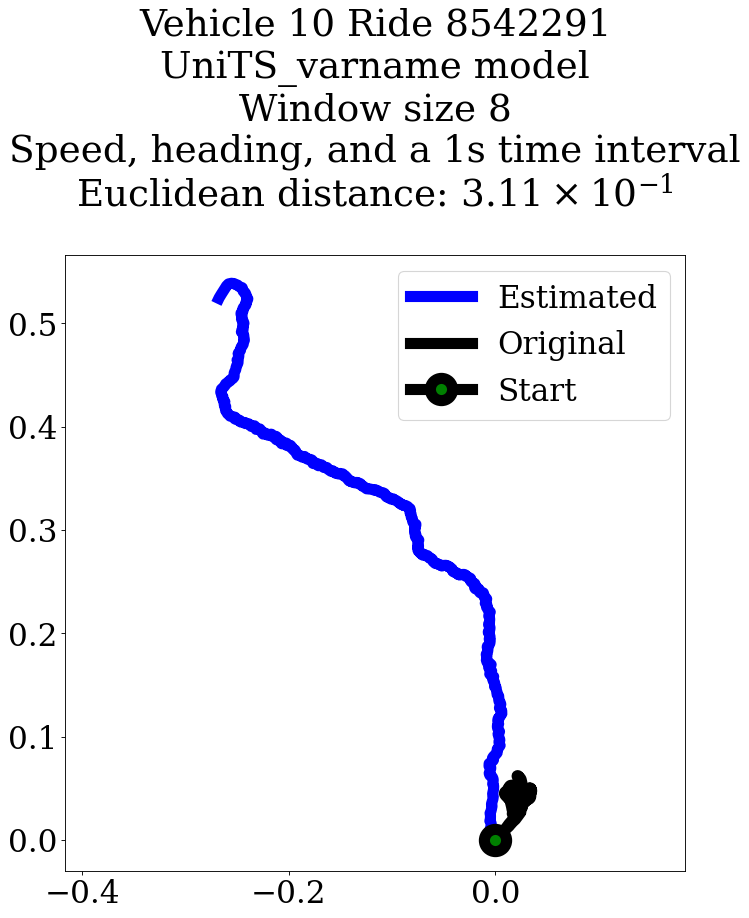 Vehicle 10 Ride 8542291
UniTS_varname model
Window size 8
Speed, heading, and a 1s time interval
Euclidean distance: 3.11 × 10⁻¹
Estimated
Original
Start
0.5
0.4
0.3
0.2
0.1
0.0
−0.4 −0.2 0.0